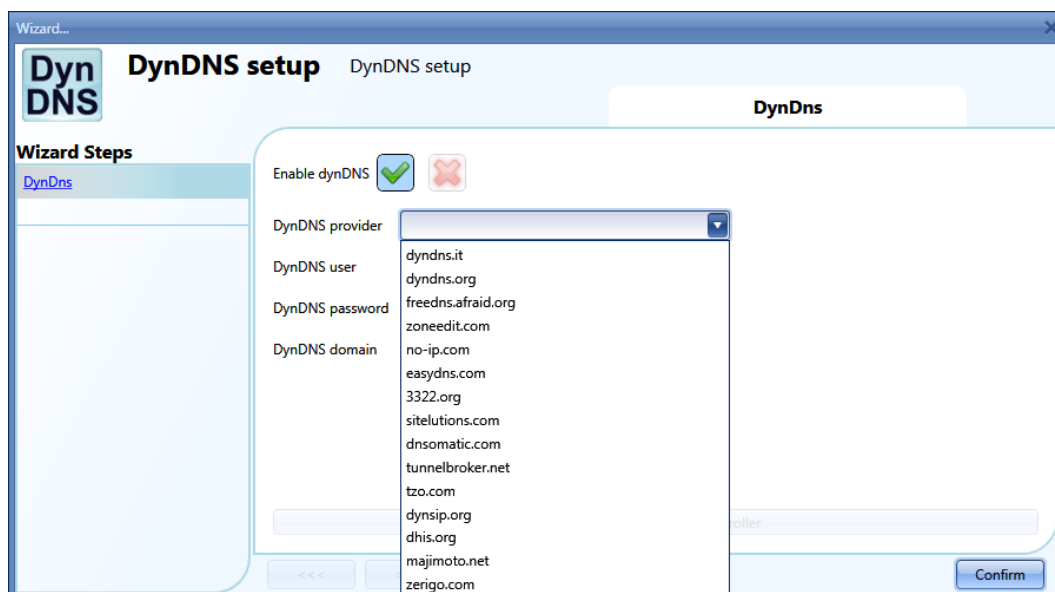 Wizard...
Dyn
DNS
DynDNS setup DynDNS setup
DynDns
Wizard Steps
DynDns
Enable dynDNS
DynDNS provider
DynDNS user
DynDNS password
DynDNS domain
dyndns.it
dyndns.org
freedns.afraid.org
zoneedit.com
no-ip.com
easydns.com
3322.org
sitelutions.com
dnsomatic.com
tunnelbroker.net
tzo.com
dynsip.org
dhis.org
majimoto.net
zerigo.com
roller
<<<
Confirm